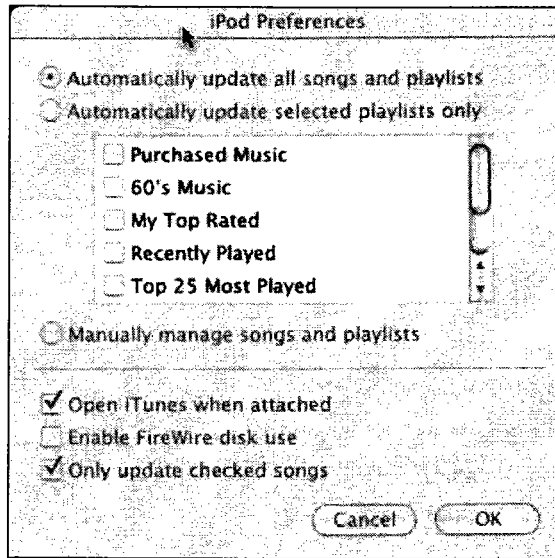 iPod Preferences
Automatically update all songs and playlists
Automatically update selected playlists only
Purchased Music
60's Music
My Top Rated
Recently Played
Top 25 Most Played
Manually manage songs and playlists
Open iTunes when attached
Enable FireWire disk use
Only update checked songs
Cancel OK